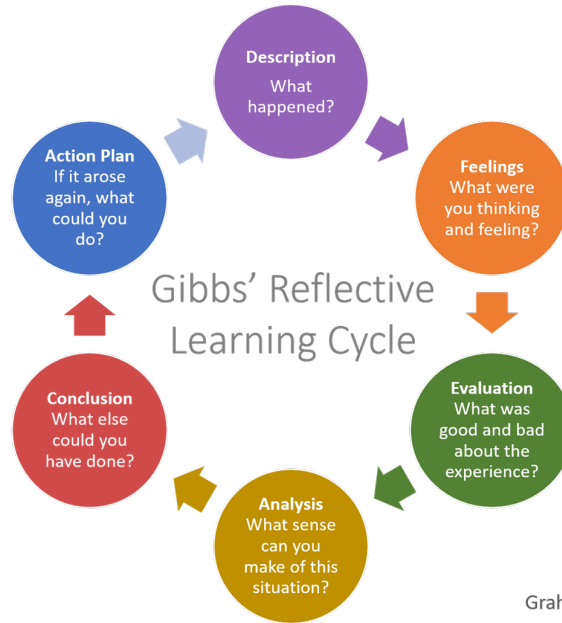 Description
What
happened?
Feelings
What were
you thinking
and feeling?
Evaluation
What was
good and bad
about the
experience?
Analysis
What sense
can you
make of this
situation?
Conclusion
What else
could you
have done?
Action Plan
If it arose
again, what
could you
do?
Gibbs' Reflective
Learning Cycle
Grah